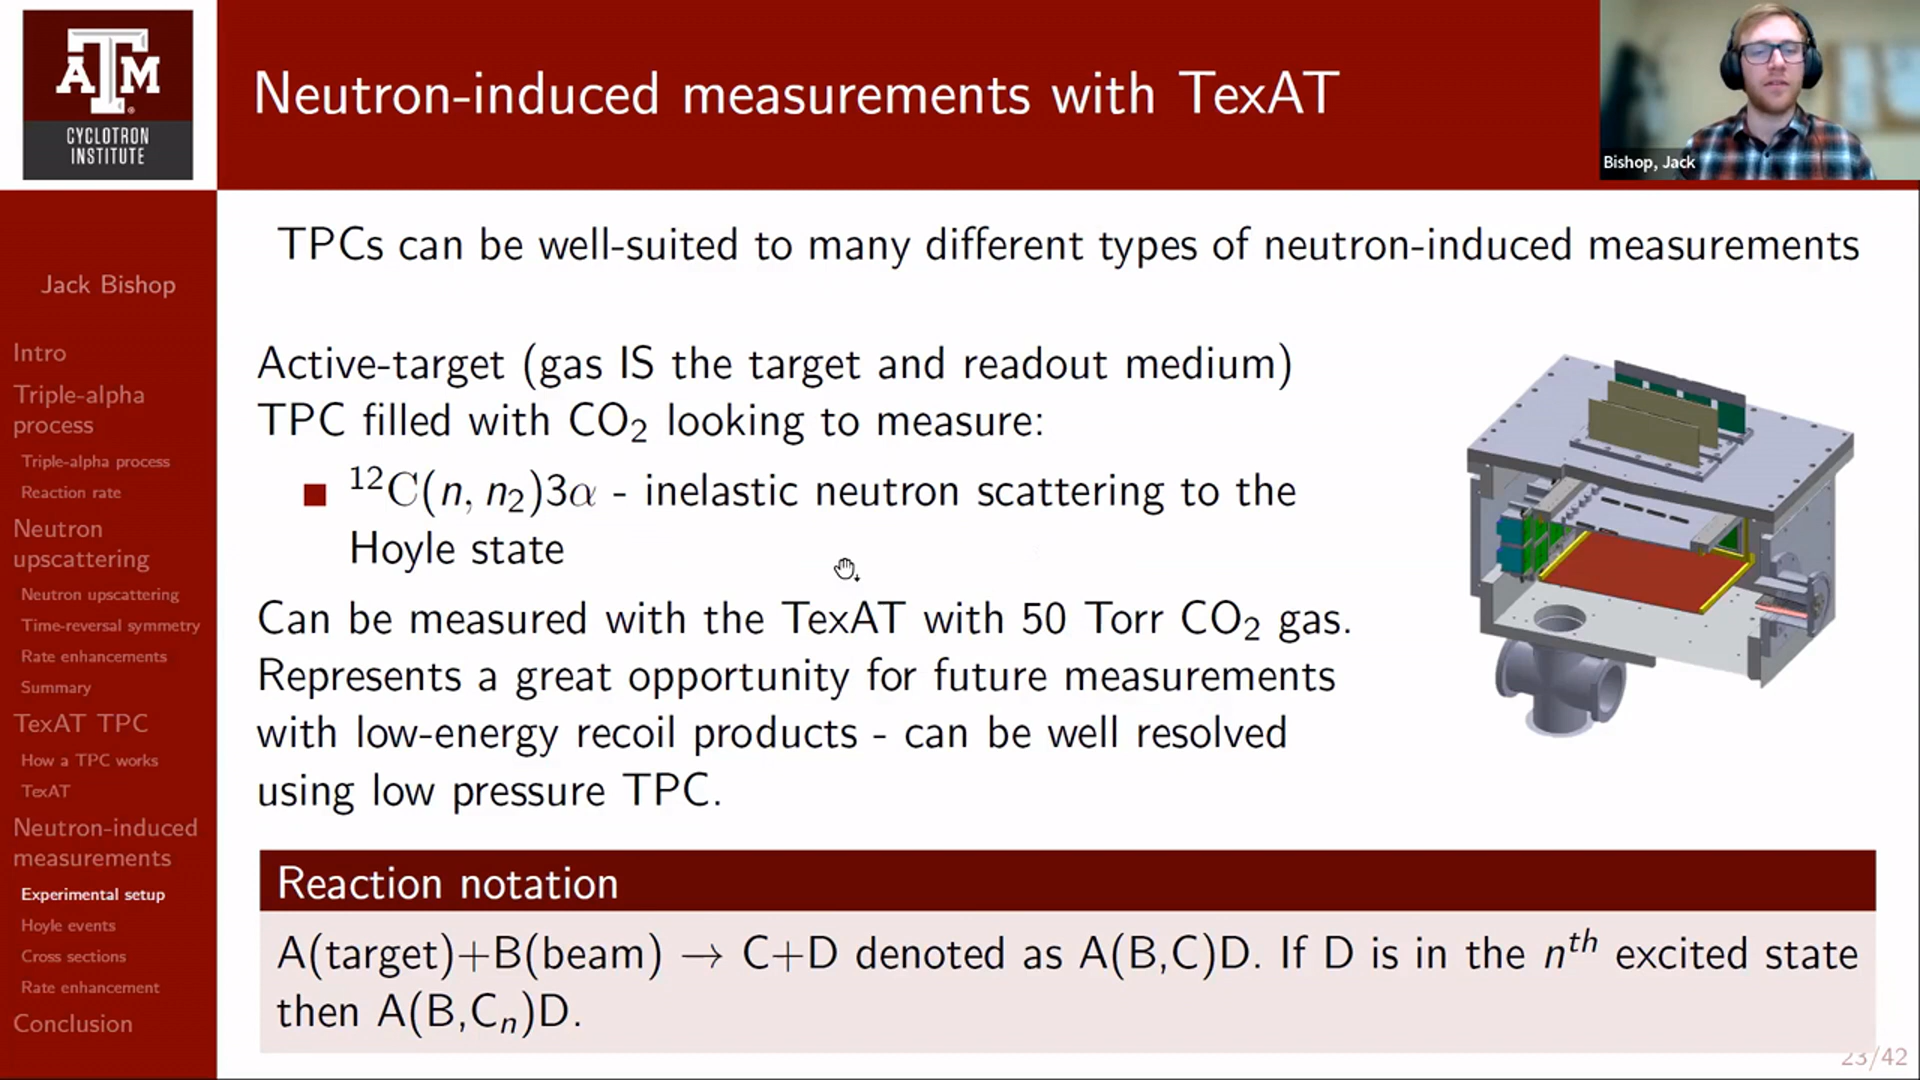 ATM
CYCLOTRON
INSTITUTE
Neutron-induced measurements with TexAT
Bishop, Jack
Jack Bishop
Intro
Triple-alpha
process
Triple-alpha process
Reaction rate
Neutron
upscattering
Neutron upscattering
Time-reversal symmetry
Rate enhancements
Summary
TexAT TPC
How a TPC works
TexAT
Neutron-induced
measurements
Experimental setup
Hoyle events
Cross sections
Rate enhancement
Conclusion
TPCs can be well-suited to many different types of neutron-induced measurements
Active-target (gas IS the target and readout medium)
TPC filled with CO₂ looking to measure:
¹²C(n, n₂)3α - inelastic neutron scattering to the
Hoyle state
Can be measured with the TexAT with 50 Torr CO₂ gas.
Represents a great opportunity for future measurements
with low-energy recoil products - can be well resolved
using low pressure TPC.
Reaction notation
A(target)+B(beam) → C+D denoted as A(B,C)D. If D is in the nᵗʰ excited state
then A(B,Cₙ)D.
23/42